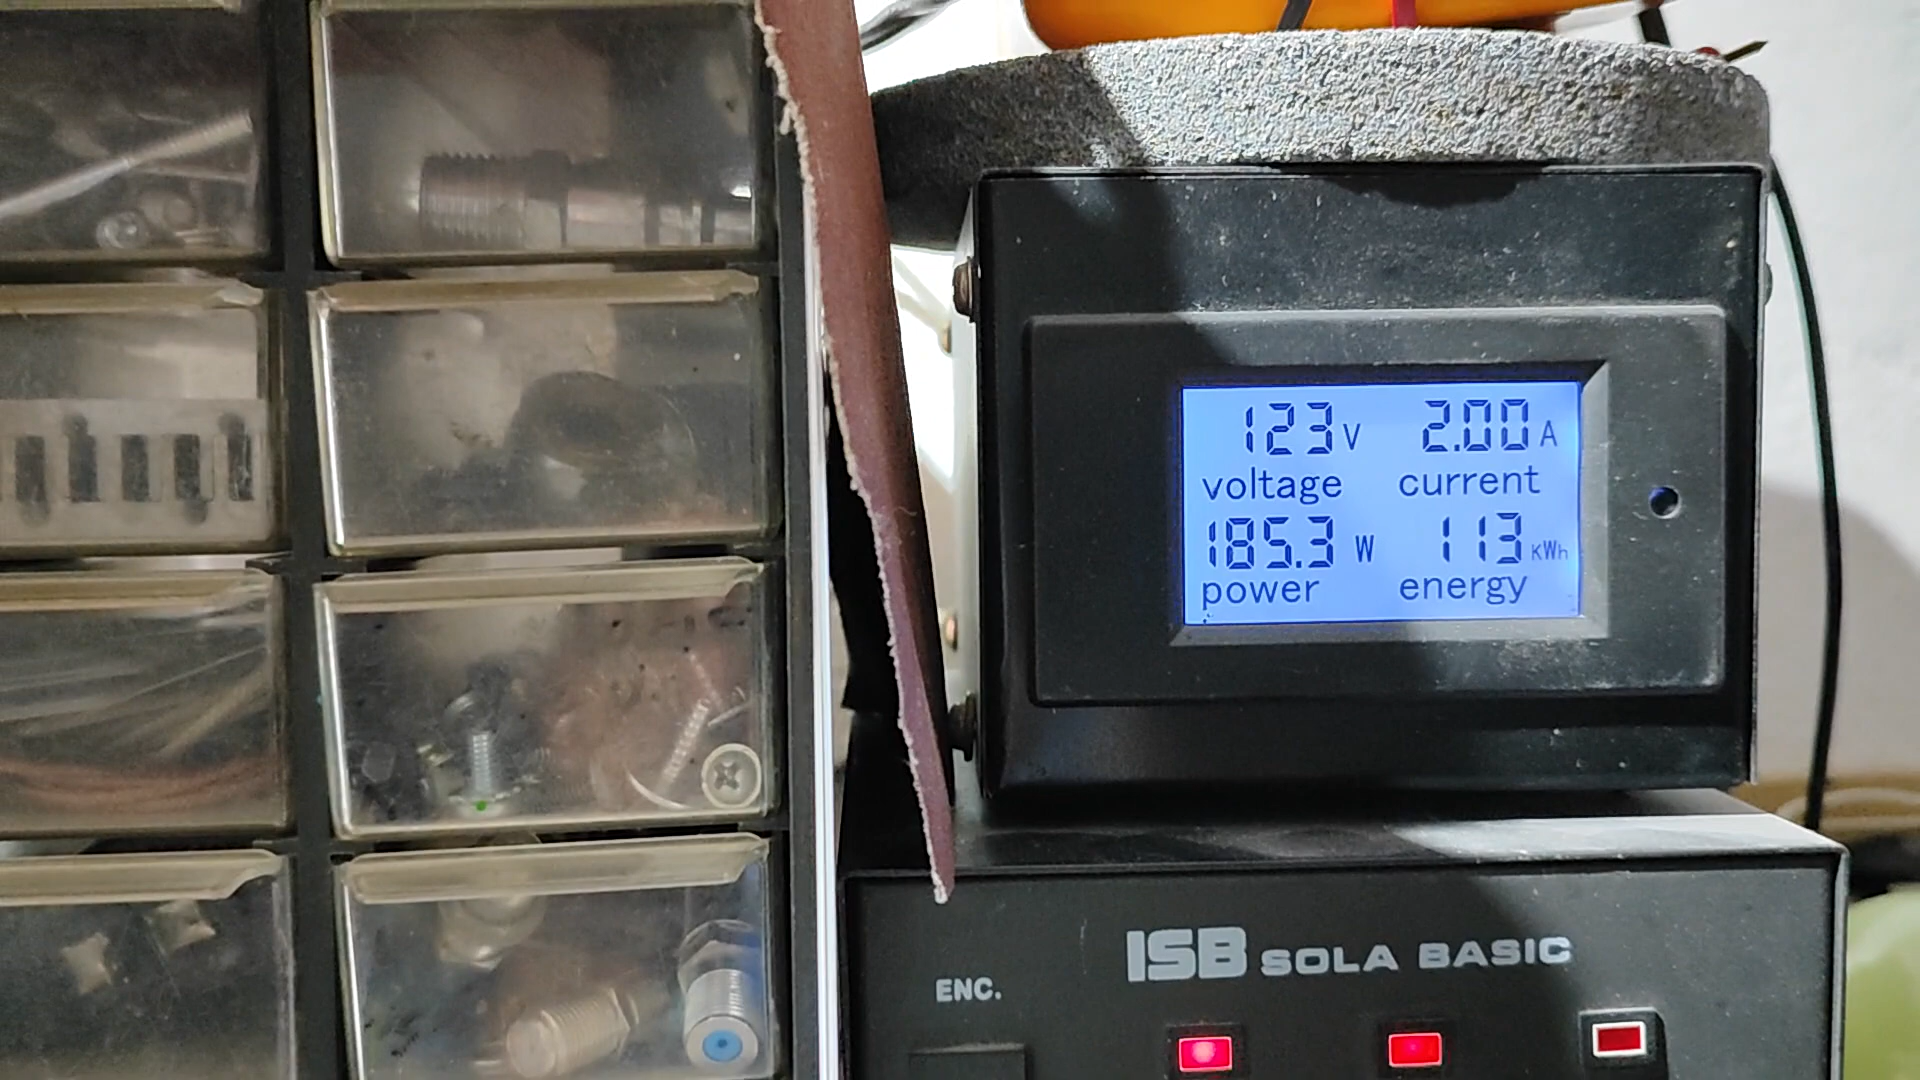 123 V 2.00 A
voltage current
185.3 W 113 KWh
power energy
ISB SOLA BASIC
ENC.